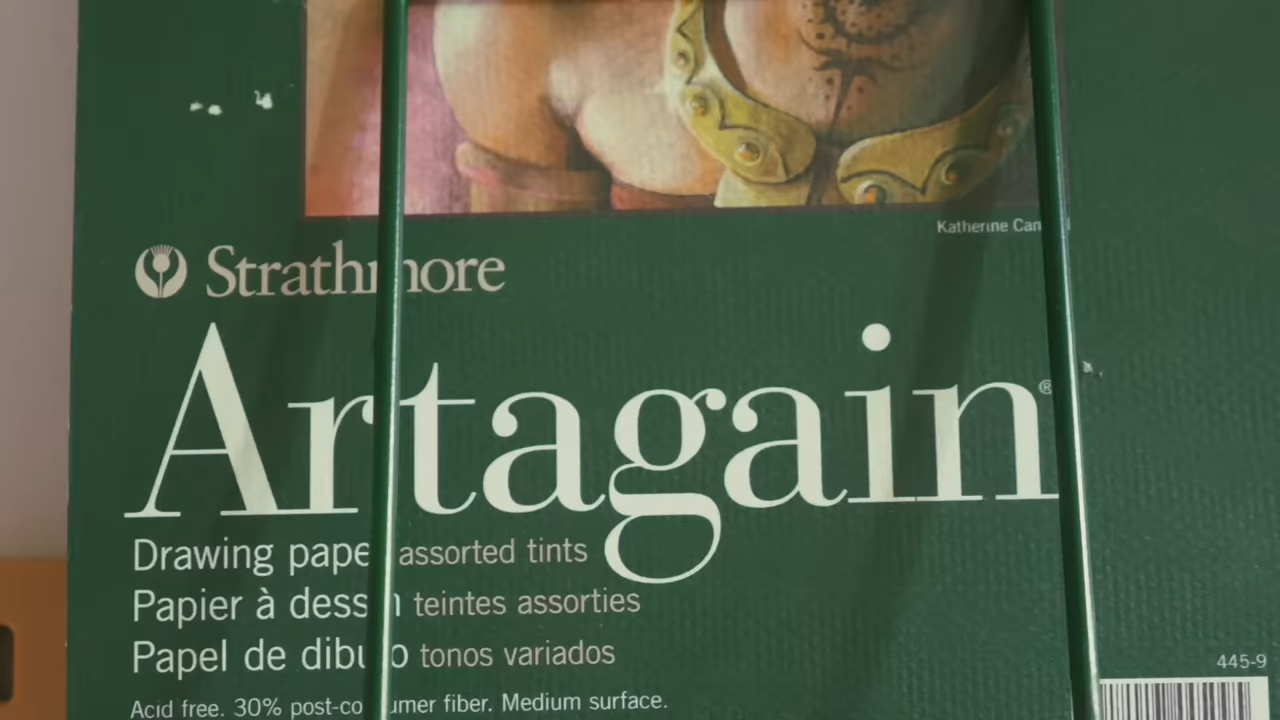 Katherine Can
Strathmore
Artagain®
Drawing pape assorted tints
Papier à dess n teintes assorties
Papel de dibu o tonos variados
Acid free. 30% post-co umer fiber. Medium surface.
445-9